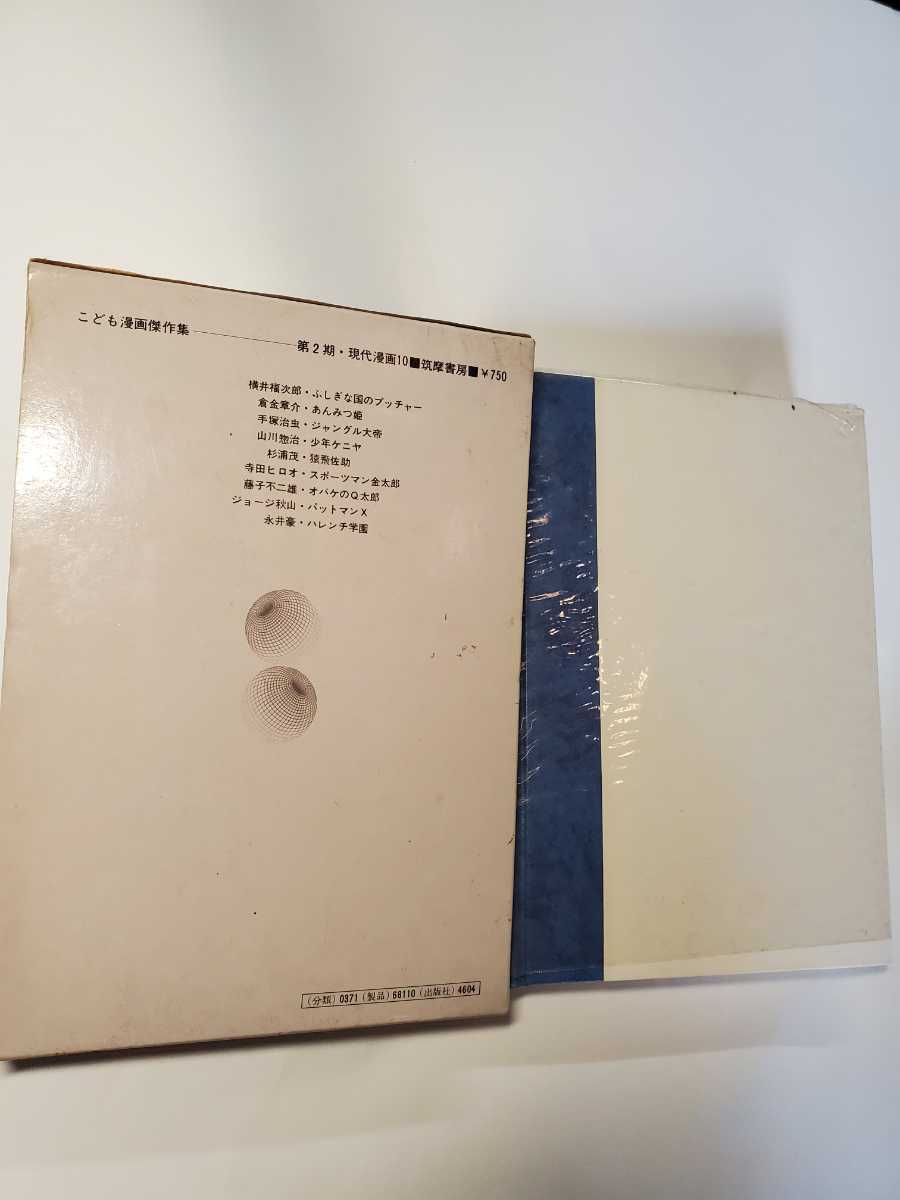 こども漫画傑作集————第2期・現代漫画10■筑摩書房■￥750
横井福次郎・ふしぎな国のプッチャー
倉金章介・あんみつ姫
手塚治虫・ジャングル大帝
山川惣治・少年ケニヤ
杉浦茂・猿飛佐助
寺田ヒロオ・スポーツマン金太郎
藤子不二雄・オバケのQ太郎
ジョージ秋山・パットマンX
永井豪・ハレンチ学園
(分類) 0371 (製品) 68110 (出版社) 4604